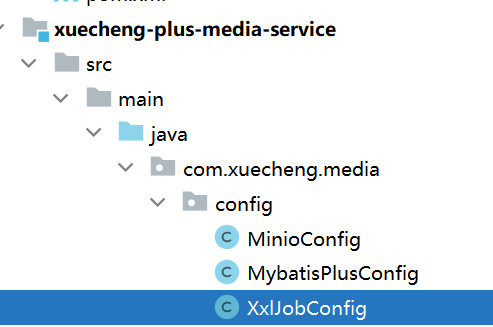 xuecheng-plus-media-service
src
main
java
com.xuecheng.media
config
MinioConfig
MybatisPlusConfig
XxlJobConfig